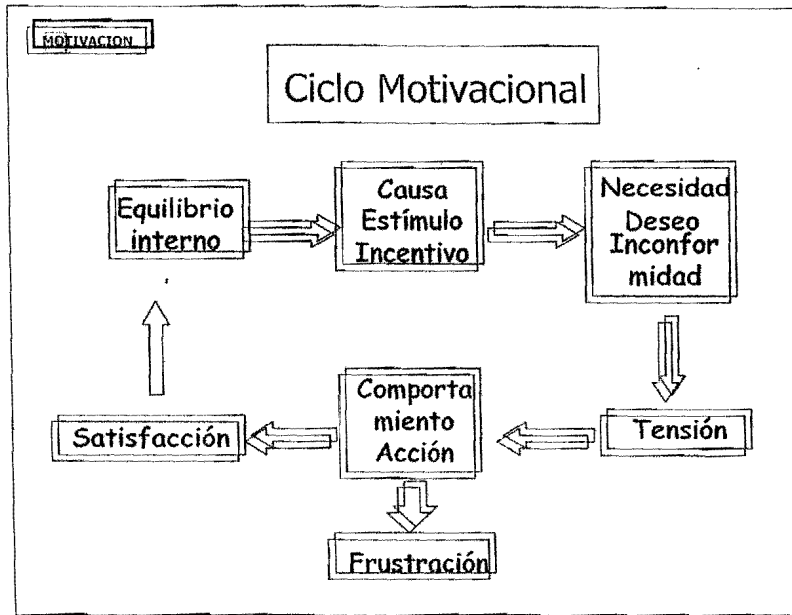 MOTIVACION
Ciclo Motivacional
Equilibrio
interno
Causa
Estímulo
Incentivo
Necesidad
Deseo
Inconfor
midad
Satisfacción
Comporta
miento
Acción
Tensión
Frustración